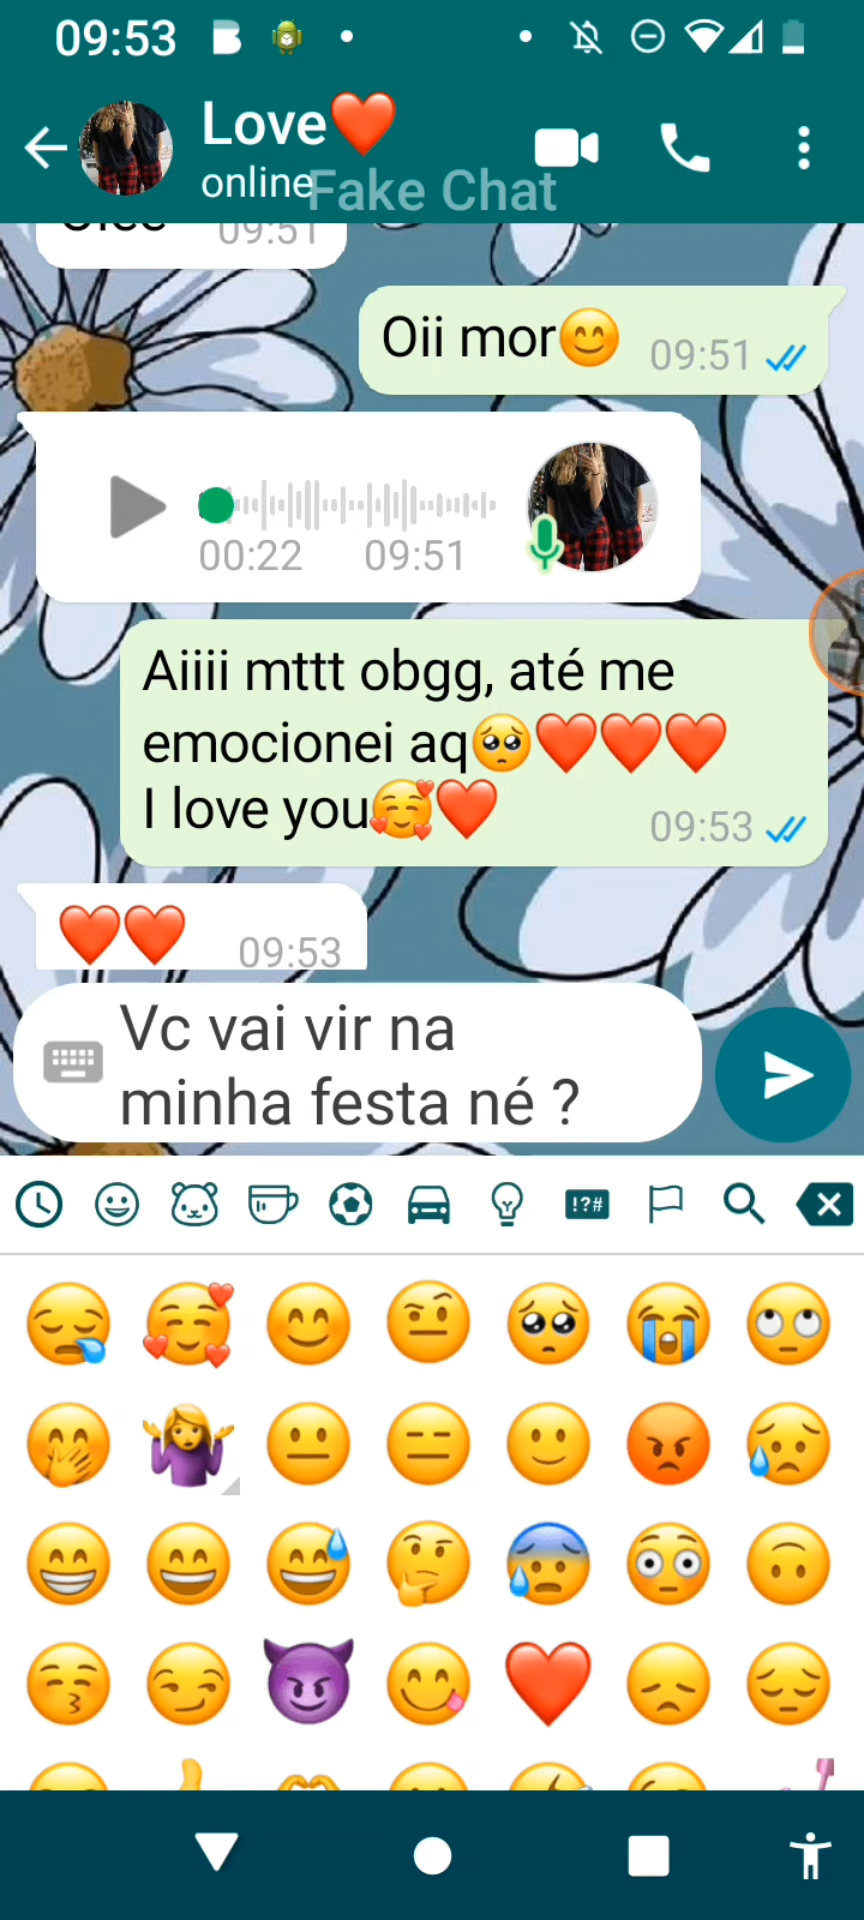 09:53
Love❤️
online
Fake Chat
09:51
Oii mor😊 09:51
00:22 09:51
Aiiii mttt obgg, até me
emocionei aq🥺❤️❤️❤️
I love you🥰❤️ 09:53
❤️❤️ 09:53
Vc vai vir na
minha festa né ?
!?#